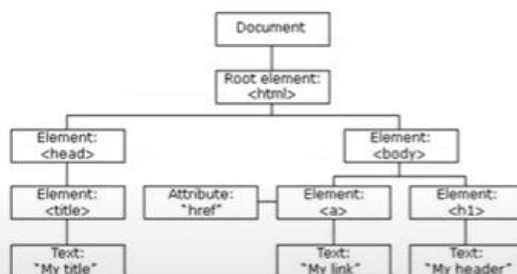 Document
Root element:
<html>
Element:
<head>
Element:
<body>
Element:
<title>
Attribute:
"href"
Element:
<a>
Element:
<h1>
Text:
"My title"
Text:
"My link"
Text:
"My header"